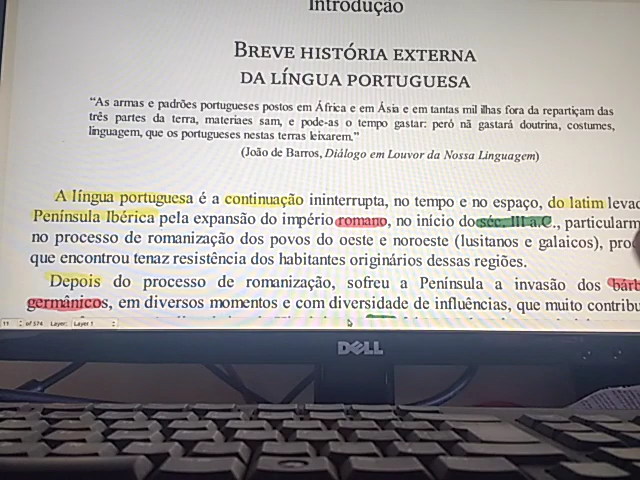 Introdução
BREVE HISTÓRIA EXTERNA
DA LÍNGUA PORTUGUESA
“As armas e padrões portugueses postos em África e em Ásia e em tantas mil ilhas fora da repartiçam das
três partes da terra, materiaes sam, e pode-as o tempo gastar: peró nã gastará doutrina, costumes,
linguagem, que os portugueses nestas terras leixarem.”
(João de Barros, Diálogo em Louvor da Nossa Linguagem)
A língua portuguesa é a continuação ininterrupta, no tempo e no espaço, do latim levad
Península Ibérica pela expansão do império romano, no início do séc. III a.C., particularm
no processo de romanização dos povos do oeste e noroeste (lusitanos e galaicos), pro
que encontrou tenaz resistência dos habitantes originários dessas regiões.
Depois do processo de romanização, sofreu a Península a invasão dos bárb
germânicos, em diversos momentos e com diversidade de influências, que muito contribu
11 of 574 Layer: Layer 1
DELL